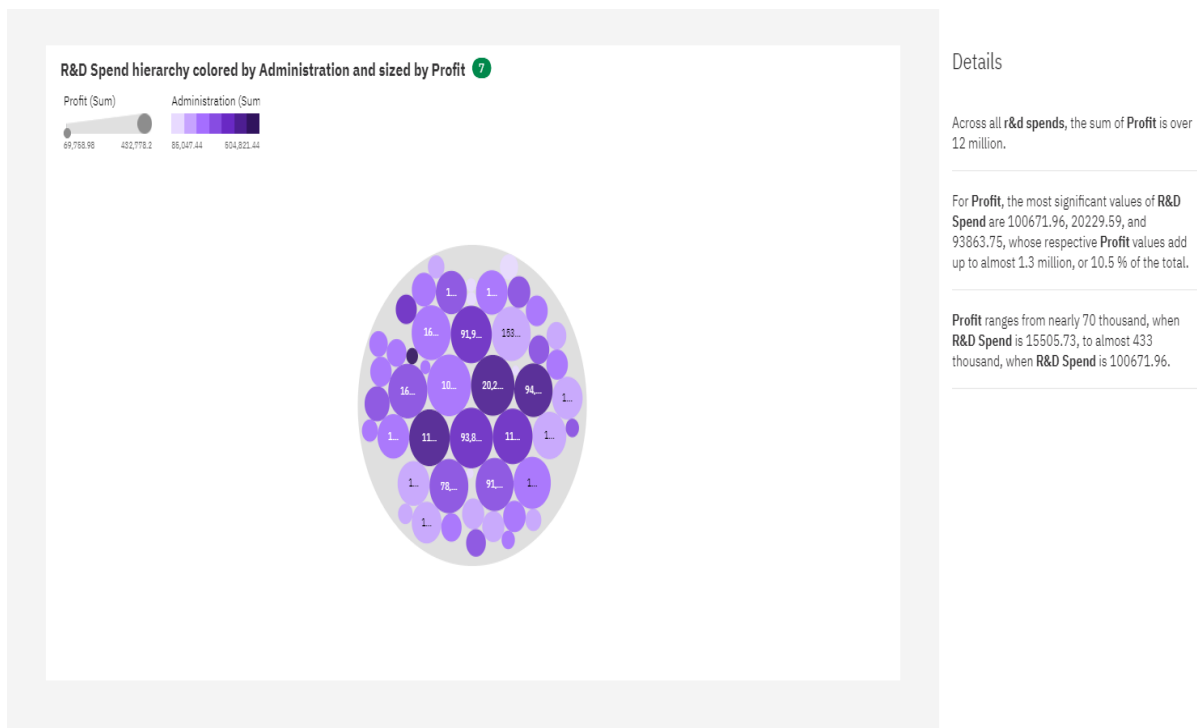 R&D Spend hierarchy colored by Administration and sized by Profit 7
Profit (Sum)
69,758.98 432,778.2
Administration (Sum
85,047.44 504,821.44
Details
Across all r&d spends, the sum of Profit is over
12 million.
For Profit, the most significant values of R&D
Spend are 100671.96, 20229.59, and
93863.75, whose respective Profit values add
up to almost 1.3 million, or 10.5 % of the total.
Profit ranges from nearly 70 thousand, when
R&D Spend is 15505.73, to almost 433
thousand, when R&D Spend is 100671.96.
1...
1...
16...
91,9...
153...
16...
10...
20,2...
94,...
1...
1...
11...
93,8...
11...
1...
1...
78,...
91,...
1...
1...